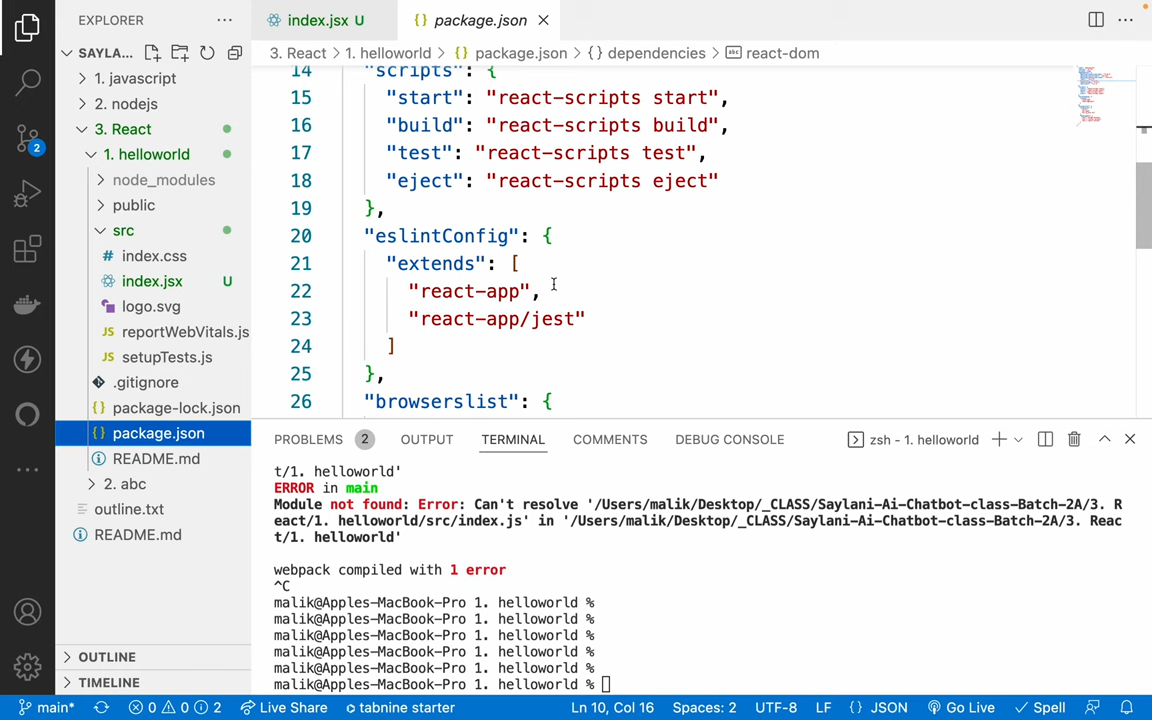 EXPLORER
index.jsx U
{} package.json
SAYLA...
3. React > 1. helloworld > {} package.json > {} dependencies > abc react-dom
1. javascript
2. nodejs
3. React
1. helloworld
node_modules
public
src
# index.css
index.jsx U
logo.svg
JS reportWebVitals.js
JS setupTests.js
.gitignore
{} package-lock.json
{} package.json
README.md
2. abc
outline.txt
README.md
OUTLINE
TIMELINE
2
14 "scripts": {
15 "start": "react-scripts start",
16 "build": "react-scripts build",
17 "test": "react-scripts test",
18 "eject": "react-scripts eject"
19 },
20 "eslintConfig": {
21 "extends": [
22 "react-app",
23 "react-app/jest"
24 ]
25 },
26 "browserslist": {
PROBLEMS 2 OUTPUT TERMINAL COMMENTS DEBUG CONSOLE zsh - 1. helloworld
t/1. helloworld'
ERROR in main
Module not found: Error: Can't resolve '/Users/malik/Desktop/_CLASS/Saylani-Ai-Chatbot-class-Batch-2A/3. R
eact/1. helloworld/src/index.js' in '/Users/malik/Desktop/_CLASS/Saylani-Ai-Chatbot-class-Batch-2A/3. Reac
t/1. helloworld'
webpack compiled with 1 error
^C
malik@Apples-MacBook-Pro 1. helloworld %
malik@Apples-MacBook-Pro 1. helloworld %
malik@Apples-MacBook-Pro 1. helloworld %
malik@Apples-MacBook-Pro 1. helloworld %
malik@Apples-MacBook-Pro 1. helloworld %
malik@Apples-MacBook-Pro 1. helloworld %
main* 0 0 2 Live Share tabnine starter Ln 10, Col 16 Spaces: 2 UTF-8 LF {} JSON Go Live Spell